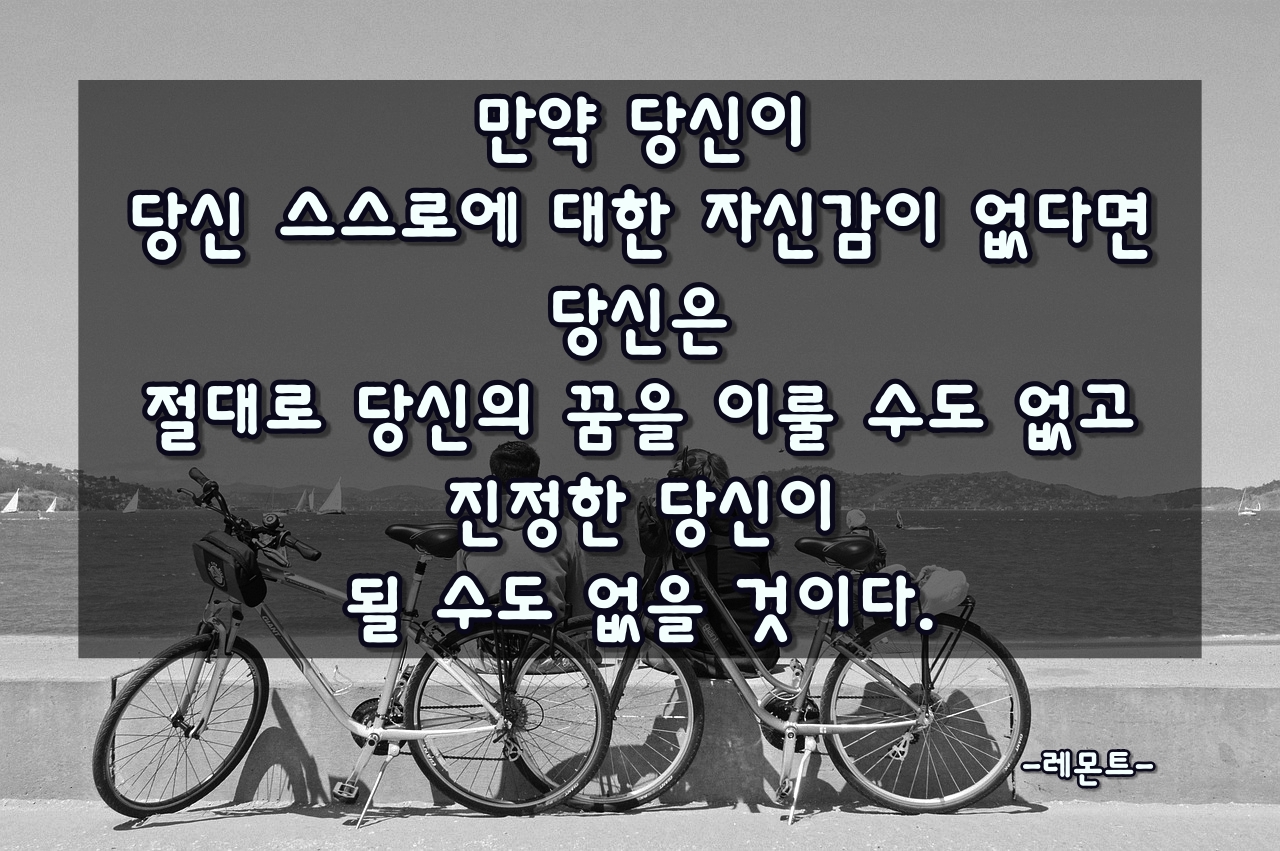 만약 당신이
당신 스스로에 대한 자신감이 없다면
당신은
절대로 당신의 꿈을 이룰 수도 없고
진정한 당신이
될 수도 없을 것이다.
-레몬트-